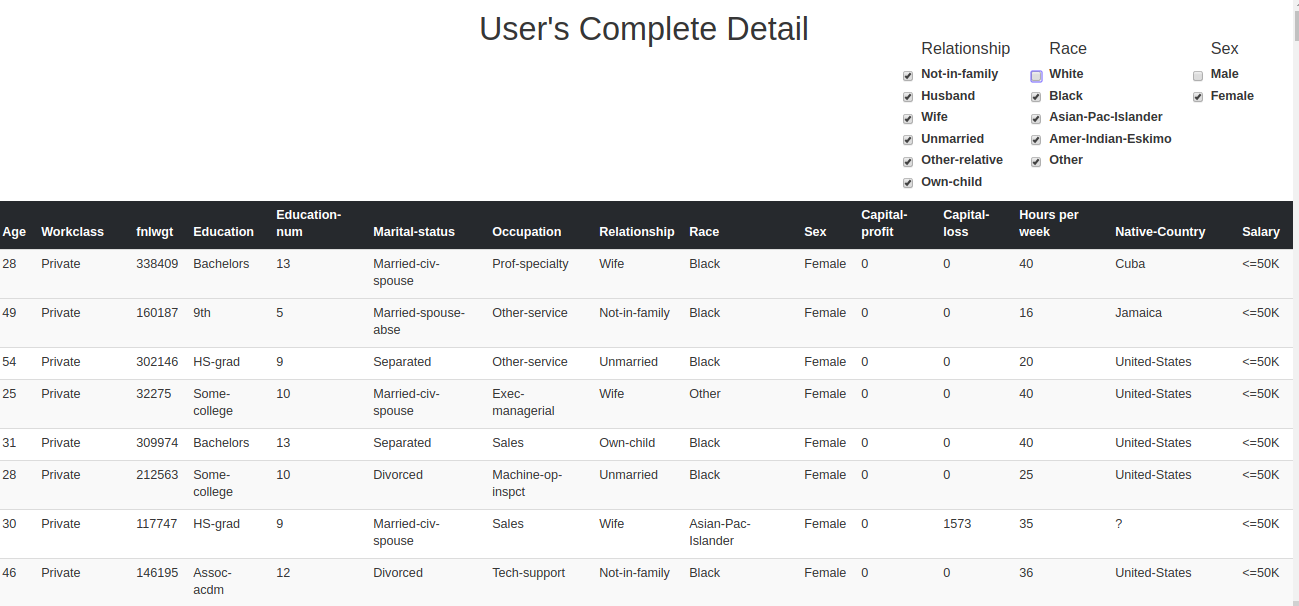 User's Complete Detail
Relationship Race Sex
Not-in-family White Male
Husband Black Female
Wife Asian-Pac-Islander
Unmarried Amer-Indian-Eskimo
Other-relative Other
Own-child
Age Workclass fnlwgt Education Education-num Marital-status Occupation Relationship Race Sex Capital-profit Capital-loss Hours per week Native-Country Salary
28 Private 338409 Bachelors 13 Married-civ-spouse Prof-specialty Wife Black Female 0 0 40 Cuba <=50K
49 Private 160187 9th 5 Married-spouse-abse Other-service Not-in-family Black Female 0 0 16 Jamaica <=50K
54 Private 302146 HS-grad 9 Separated Other-service Unmarried Black Female 0 0 20 United-States <=50K
25 Private 32275 Some-college 10 Married-civ-spouse Exec-managerial Wife Other Female 0 0 40 United-States <=50K
31 Private 309974 Bachelors 13 Separated Sales Own-child Black Female 0 0 40 United-States <=50K
28 Private 212563 Some-college 10 Divorced Machine-op-inspct Unmarried Black Female 0 0 25 United-States <=50K
30 Private 117747 HS-grad 9 Married-civ-spouse Sales Wife Asian-Pac-Islander Female 0 1573 35 ? <=50K
46 Private 146195 Assoc-acdm 12 Divorced Tech-support Not-in-family Black Female 0 0 36 United-States <=50K